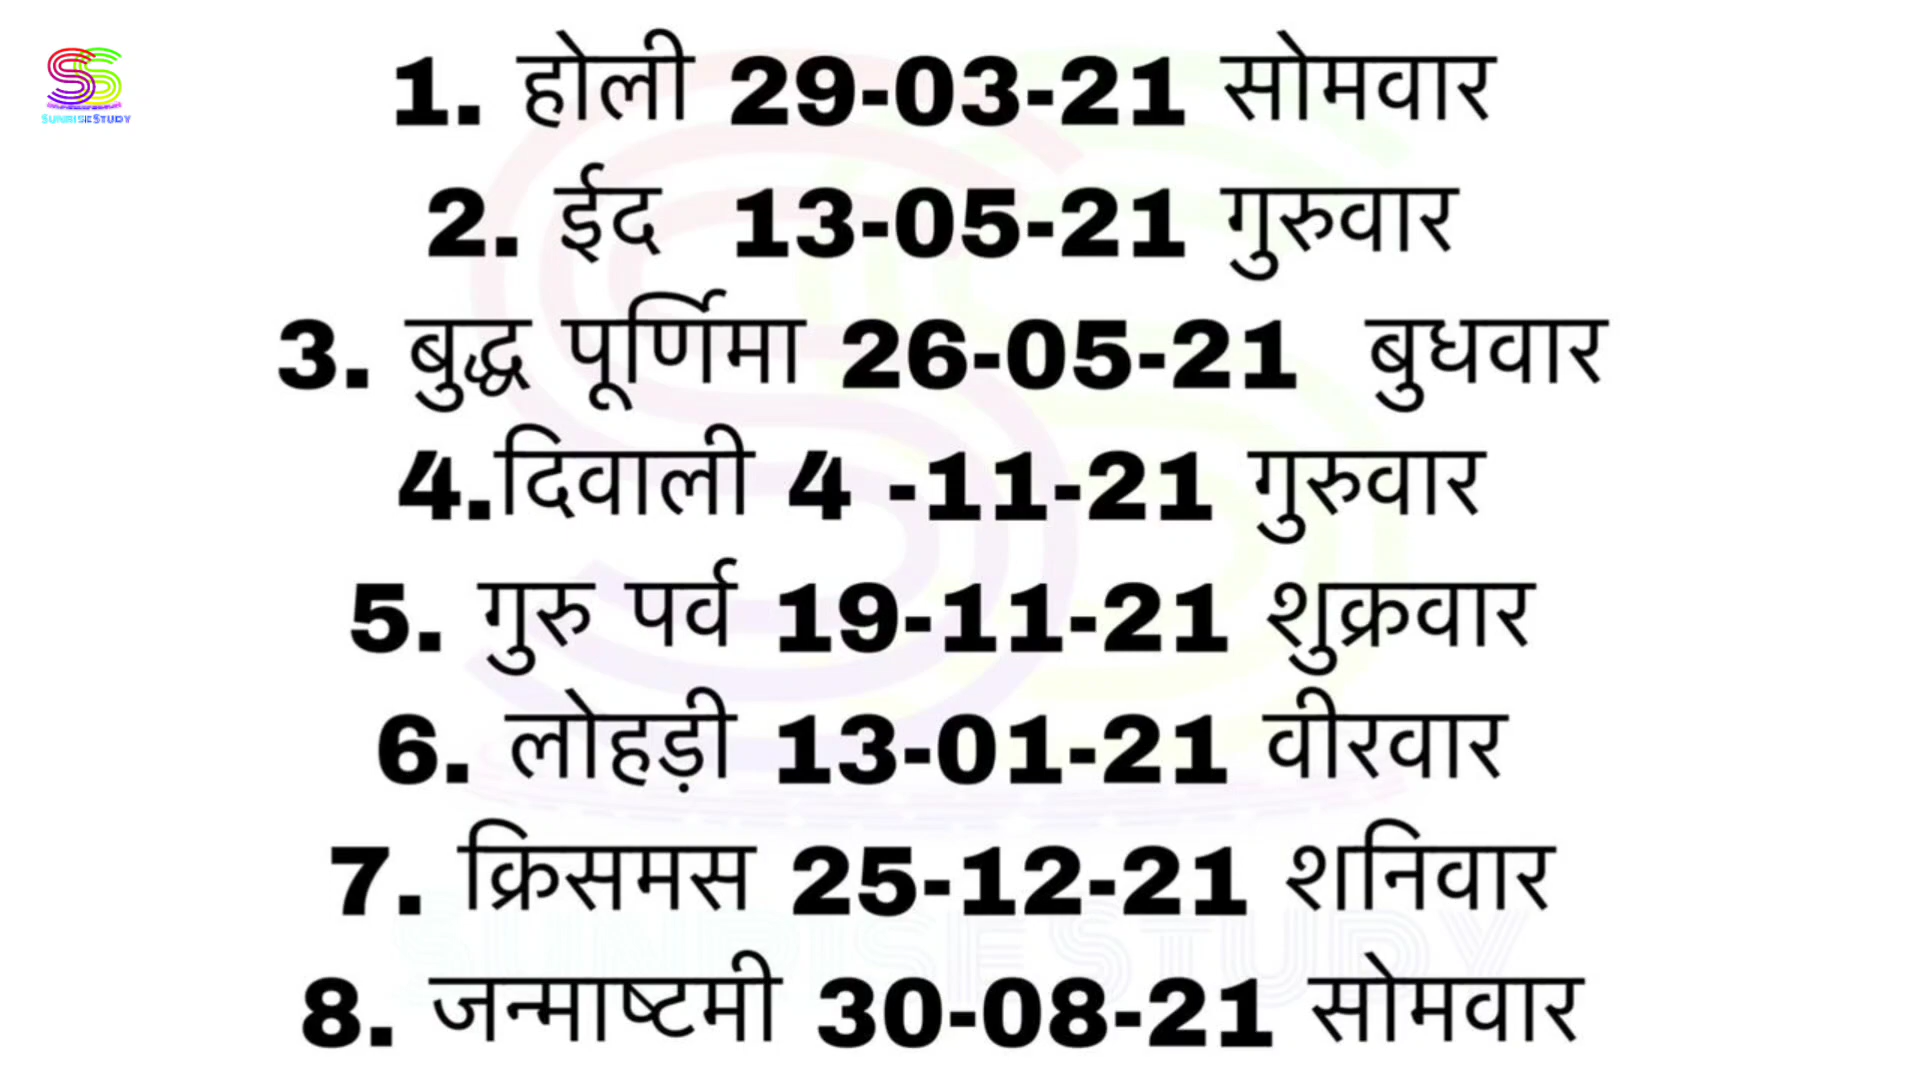 SUNRISESTUDY
1. होली 29-03-21 सोमवार
2. ईद 13-05-21 गुरुवार
3. बुद्ध पूर्णिमा 26-05-21 बुधवार
4.दिवाली 4 -11-21 गुरुवार
5. गुरु पर्व 19-11-21 शुक्रवार
6. लोहड़ी 13-01-21 वीरवार
7. क्रिसमस 25-12-21 शनिवार
8. जन्माष्टमी 30-08-21 सोमवार
SUNRISESTUDY